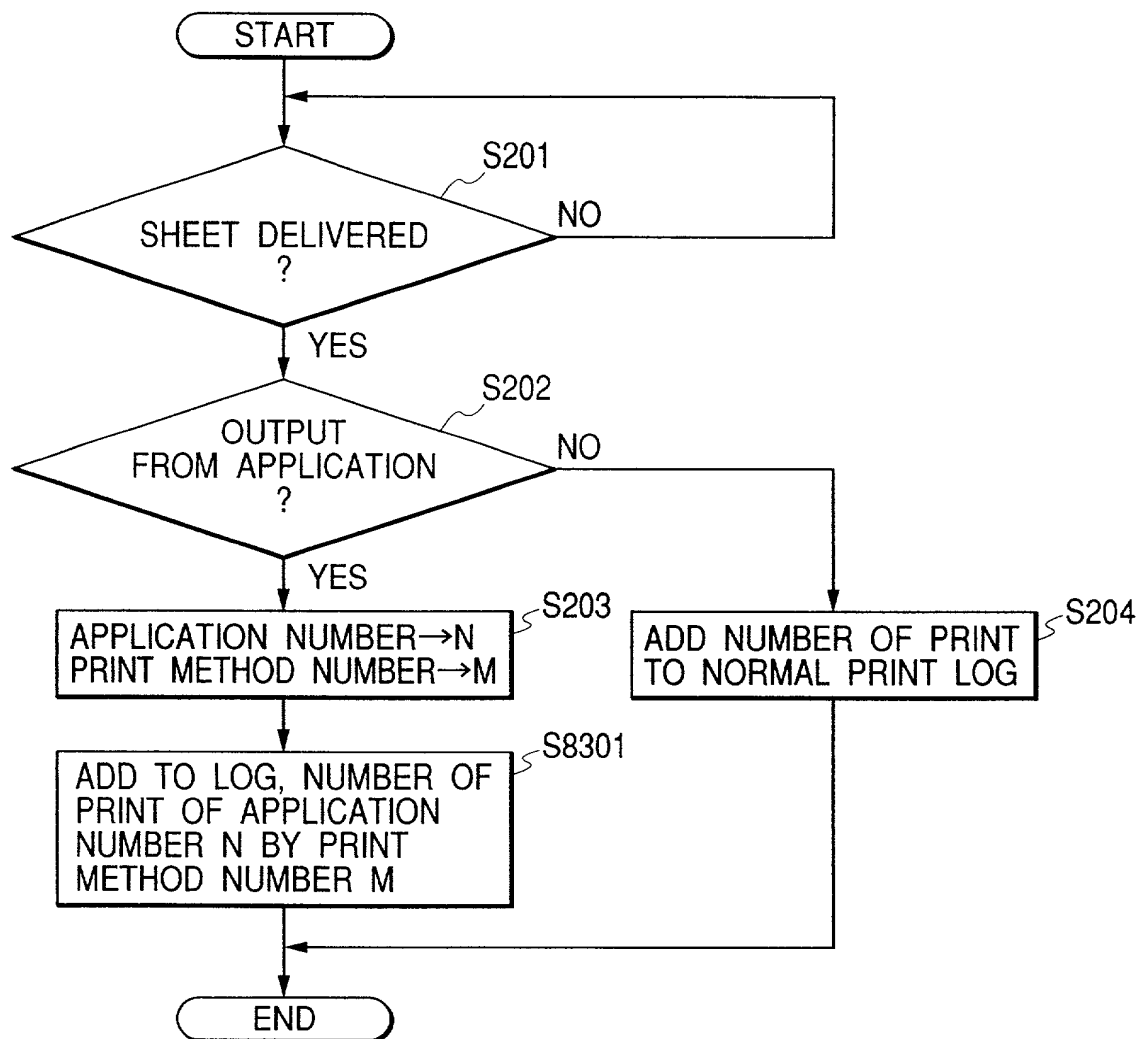 START
S201
SHEET DELIVERED
?
NO
YES
S202
OUTPUT
FROM APPLICATION
?
NO
YES
S203
APPLICATION NUMBER→N
PRINT METHOD NUMBER→M
S204
ADD NUMBER OF PRINT
TO NORMAL PRINT LOG
S8301
ADD TO LOG, NUMBER OF
PRINT OF APPLICATION
NUMBER N BY PRINT
METHOD NUMBER M
END